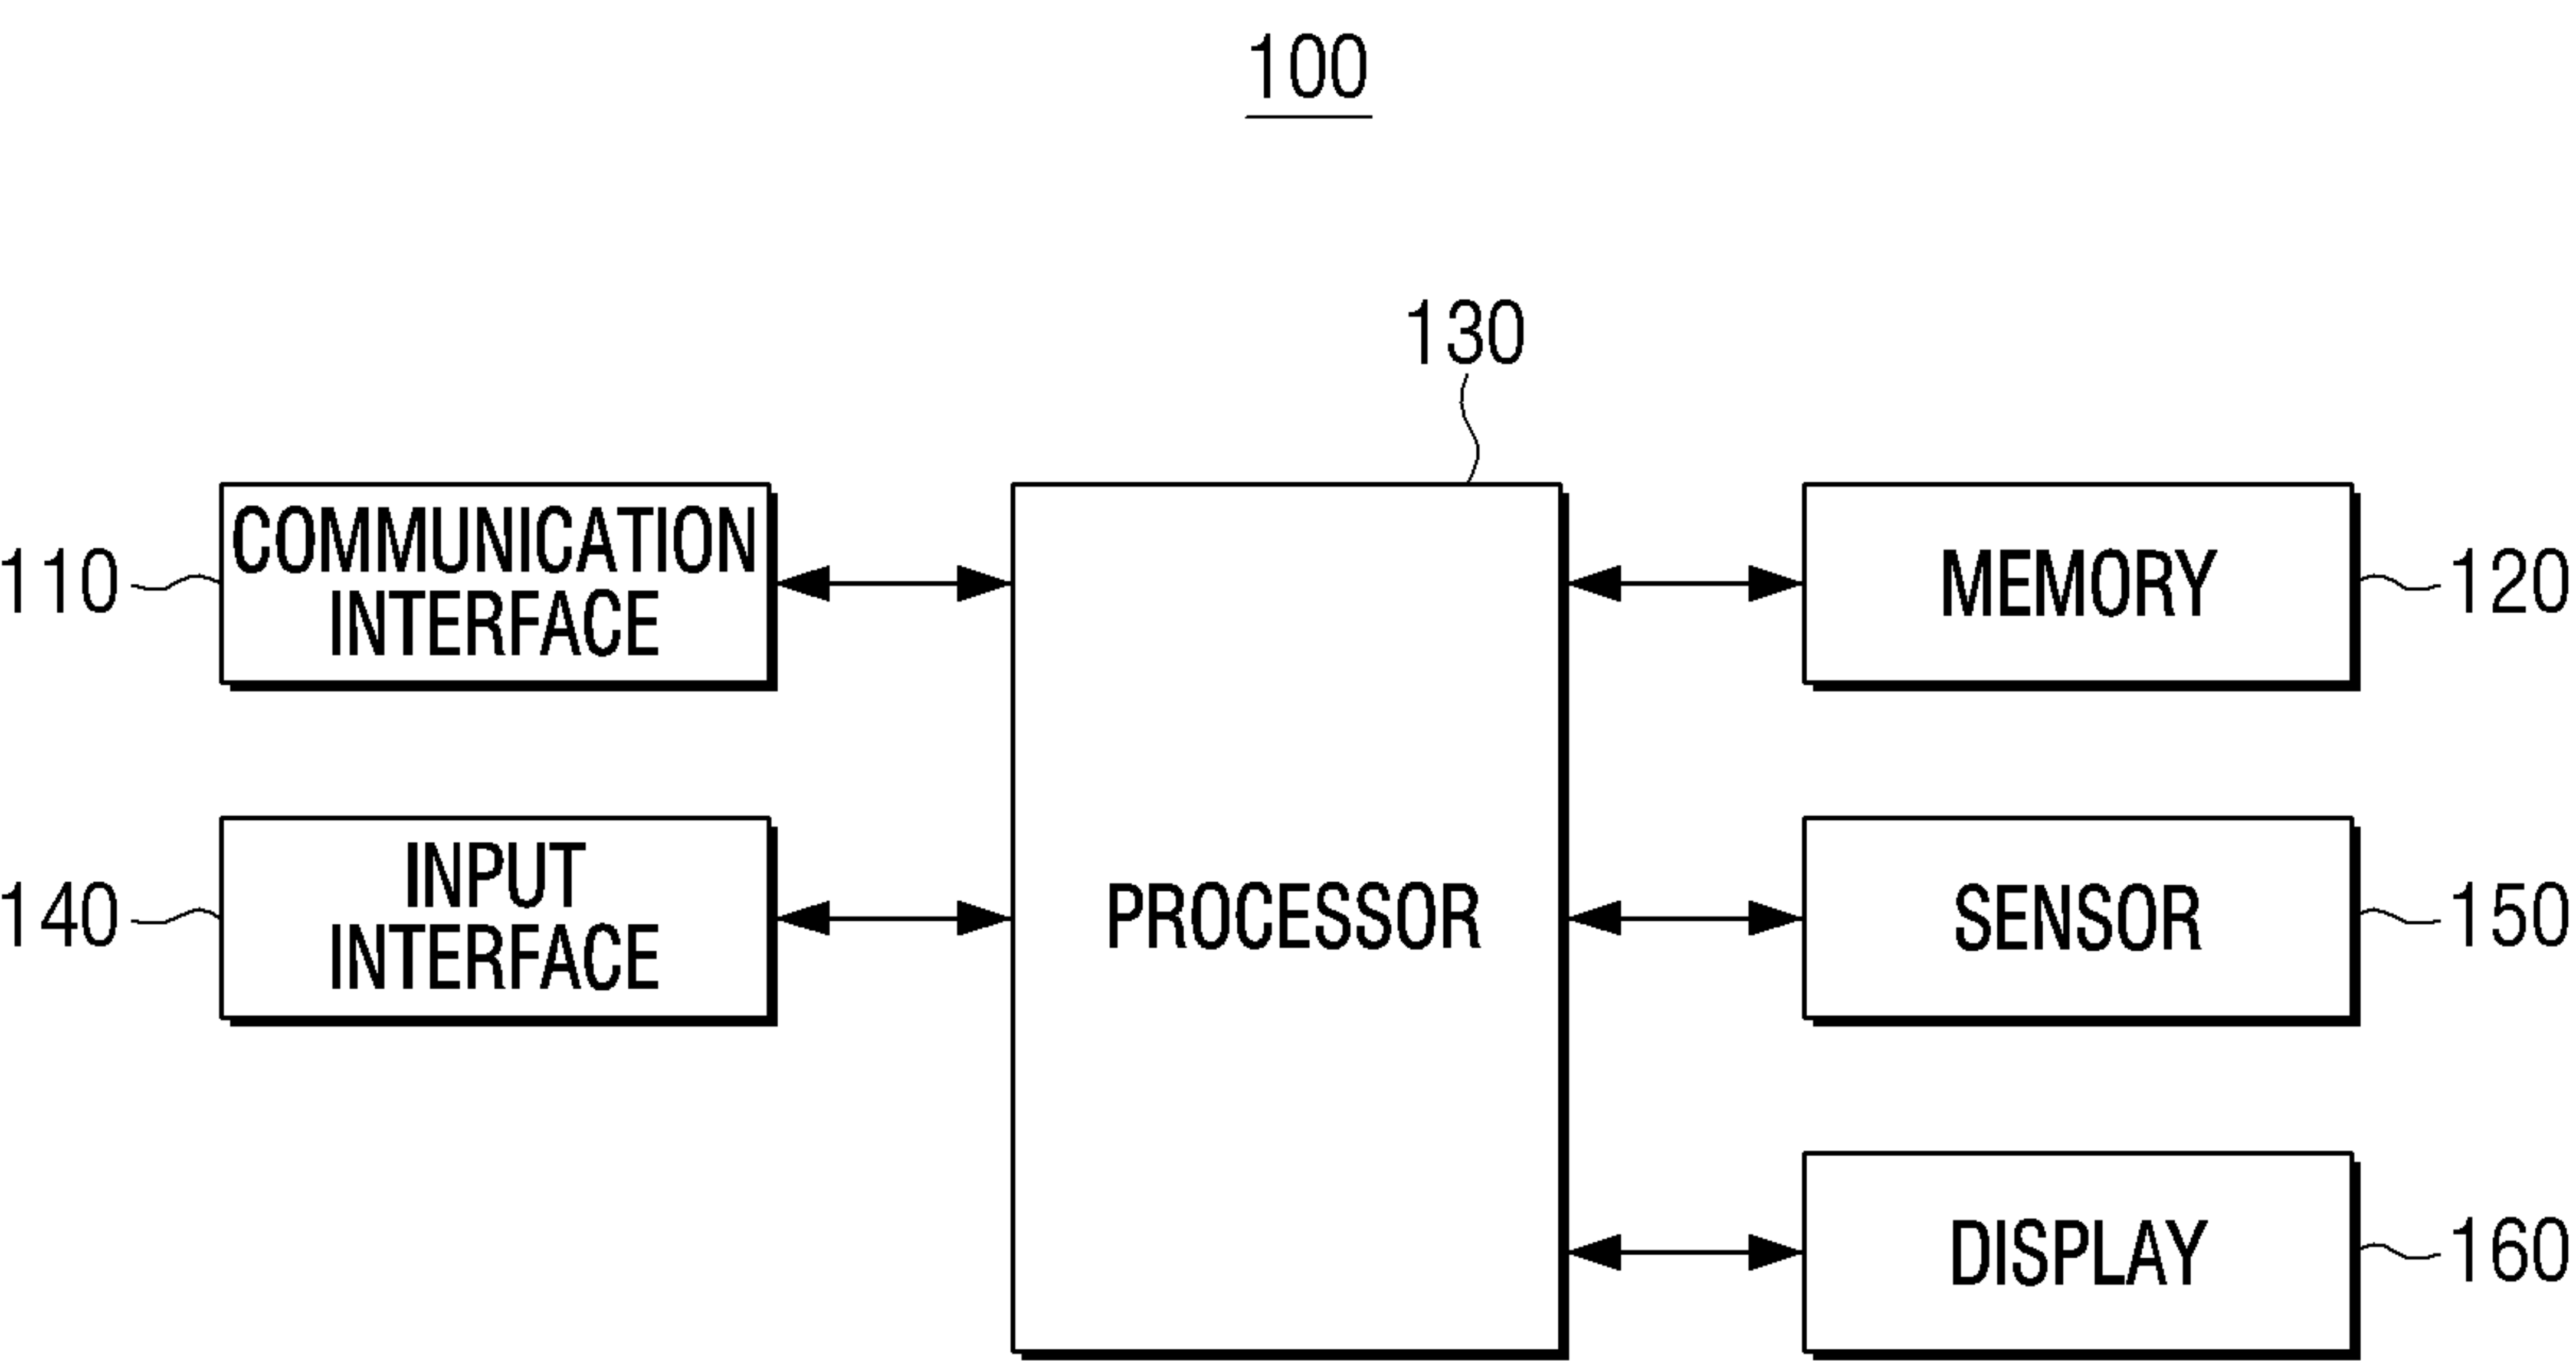 100
130
COMMUNICATION
INTERFACE
110
MEMORY
120
INPUT
INTERFACE
140
PROCESSOR
SENSOR
150
DISPLAY
160